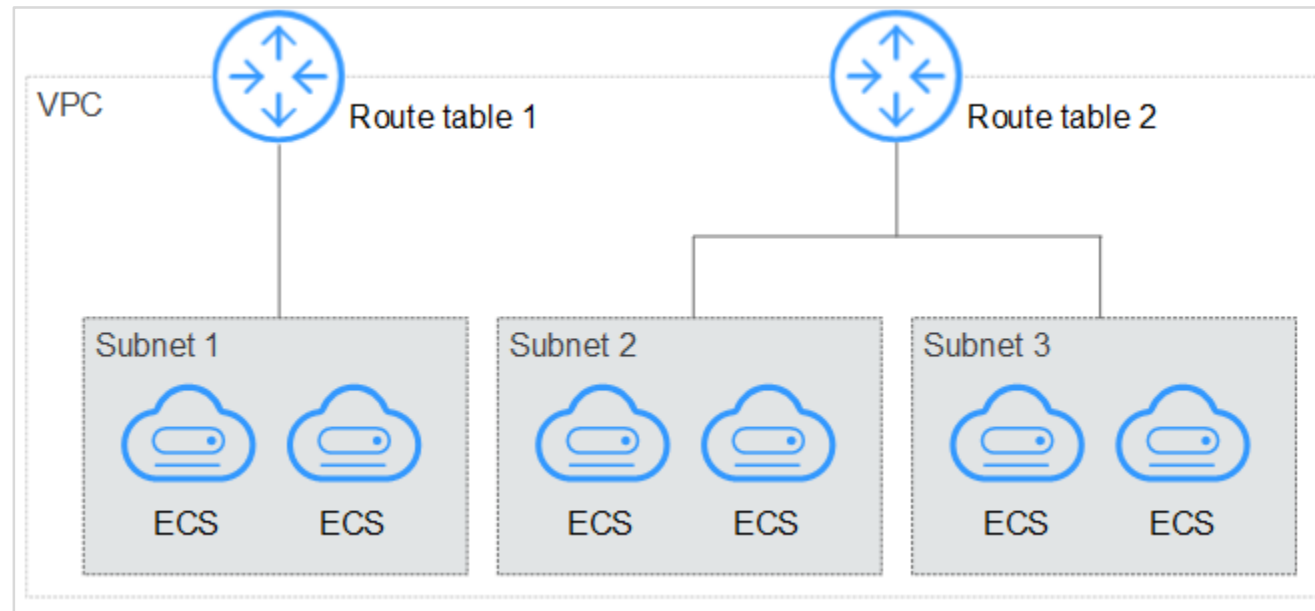 VPC
Route table 1
Route table 2
Subnet 1
Subnet 2
Subnet 3
ECS
ECS
ECS
ECS
ECS
ECS